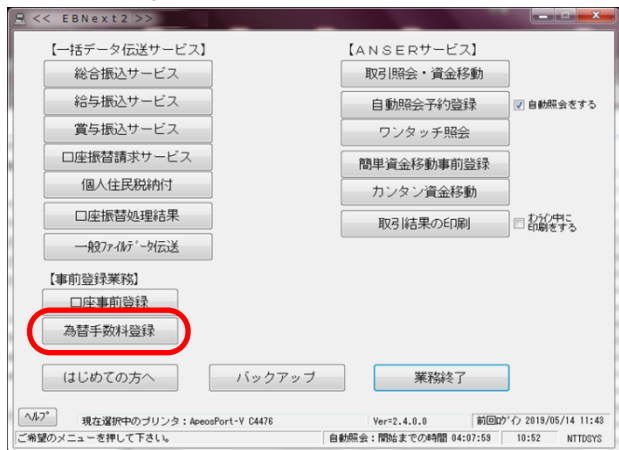 << EBNext2 >>
【一括データ伝送サービス】
総合振込サービス
給与振込サービス
賞与振込サービス
口座振替請求サービス
個人住民税納付
口座振替処理結果
一般ﾌｧｲﾙﾃﾞｰﾀ伝送
【事前登録業務】
口座事前登録
為替手数料登録
【ＡＮＳＥＲサービス】
取引照会・資金移動
自動照会予約登録
自動照会をする
ワンタッチ照会
簡単資金移動事前登録
カンタン資金移動
取引結果の印刷
ｵﾝﾗｲﾝ中に
印刷をする
はじめての方へ
バックアップ
業務終了
ﾍﾙﾌﾟ
現在選択中のプリンタ：ApeosPort-V C4476
Ver=2.4.0.0
前回ﾛｸﾞｲﾝ 2019/05/14 11:43
ご希望のメニューを押して下さい。
自動照会：開始までの時間 04:07:59
10:52
NTTDSYS